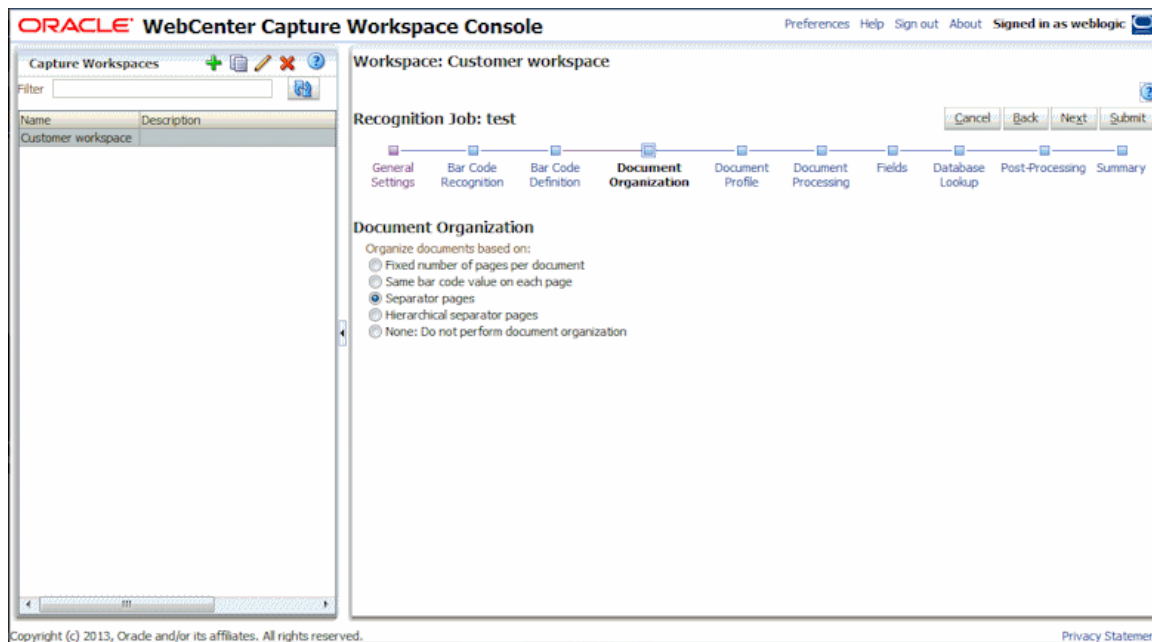 ORACLE WebCenter Capture Workspace Console
Preferences Help Sign out About Signed in as weblogic
Capture Workspaces
Filter
Name Description
Customer workspace
Workspace: Customer workspace
Recognition Job: test
Cancel Back Next Submit
General Settings
Bar Code Recognition
Bar Code Definition
Document Organization
Document Profile
Document Processing
Fields
Database Lookup
Post-Processing
Summary
Document Organization
Organize documents based on:
Fixed number of pages per document
Same bar code value on each page
Separator pages
Hierarchical separator pages
None: Do not perform document organization
Copyright (c) 2013, Oracle and/or its affiliates. All rights reserved.
Privacy Statemen